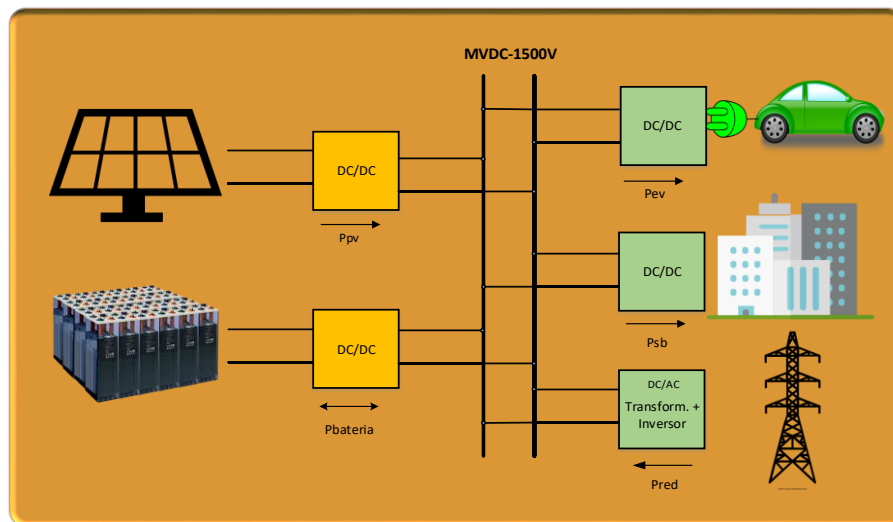 MVDC-1500V
DC/DC
Ppv
DC/DC
Pbateria
DC/DC
Pev
DC/DC
Psb
DC/AC
Transform. +
Inversor
Pred